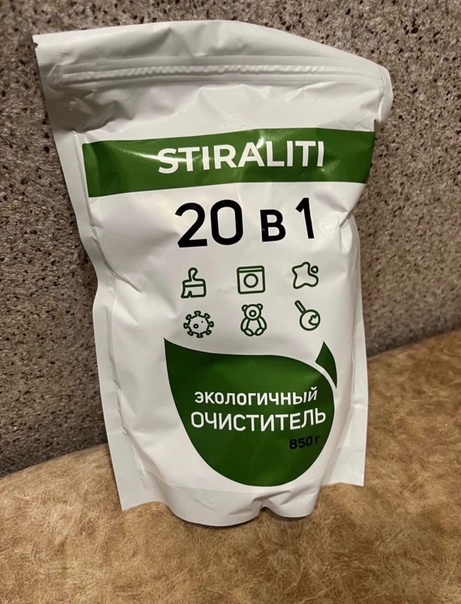 STIRALITI
20 в 1
экологичный
ОЧИСТИТЕЛЬ
850 г